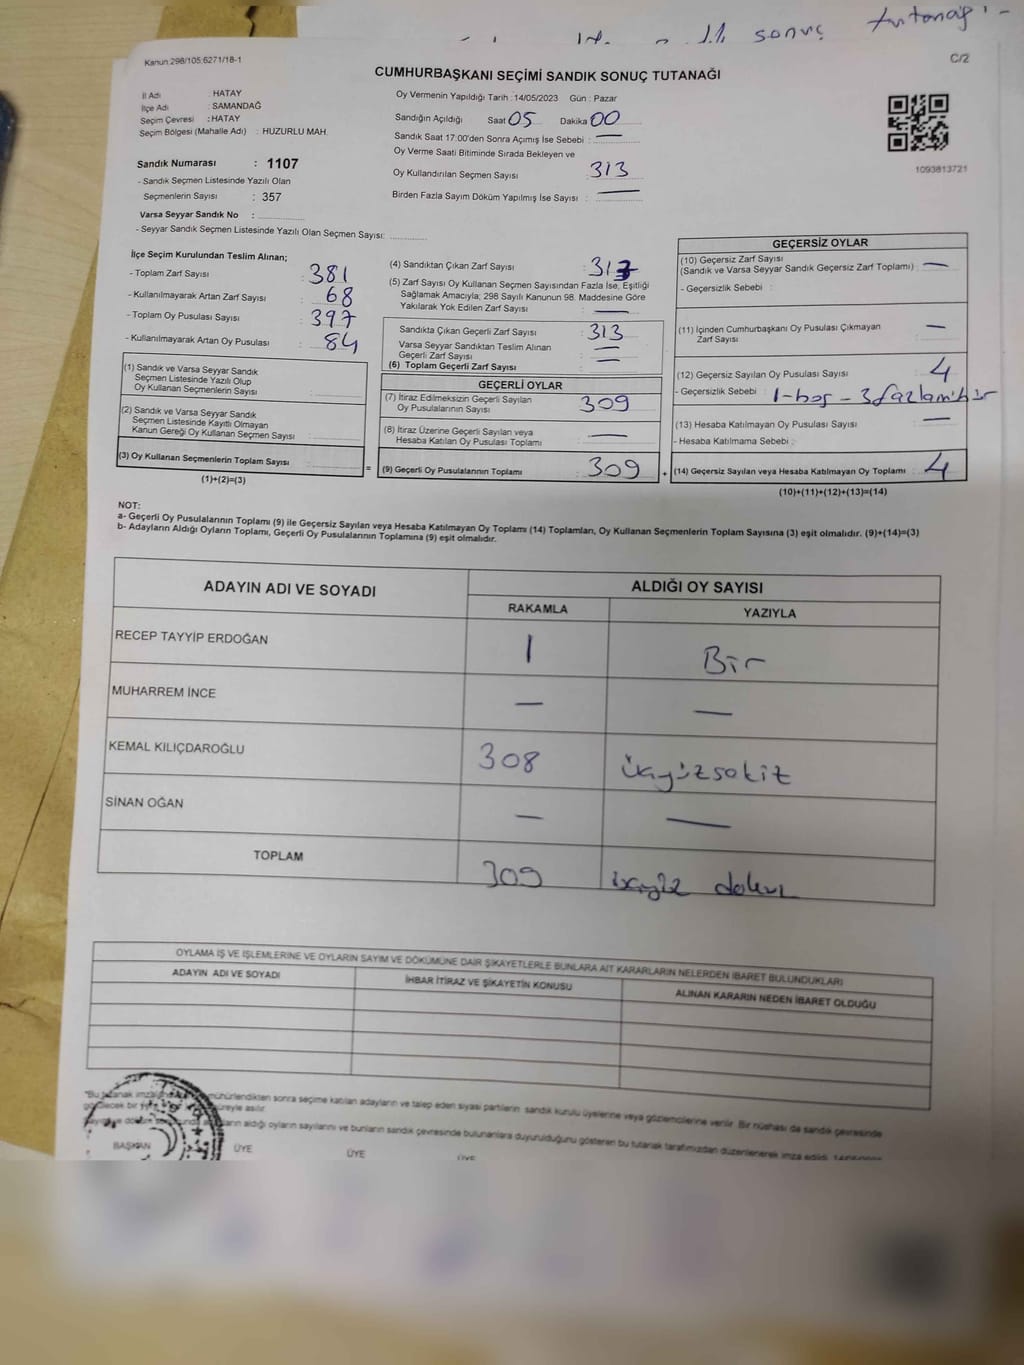 sonuç tutanağı -
Kanun:298/105:6271/18-1
C/2
CUMHURBAŞKANI SEÇİMİ SANDIK SONUÇ TUTANAĞI
İl Adı : HATAY
İlçe Adı : SAMANDAĞ
Seçim Çevresi : HATAY
Seçim Bölgesi (Mahalle Adı) : HUZURLU MAH.
Sandık Numarası : 1107
- Sandık Seçmen Listesinde Yazılı Olan
Seçmenlerin Sayısı : 357
Varsa Seyyar Sandık No :
- Seyyar Sandık Seçmen Listesinde Yazılı Olan Seçmen Sayısı:
Oy Vermenin Yapıldığı Tarih :14/05/2023 Gün : Pazar
Sandığın Açıldığı Saat 05 Dakika 00
Sandık Saat 17:00'den Sonra Açımış İse Sebebi : —
Oy Verme Saati Bitiminde Sırada Bekleyen ve
Oy Kullandırılan Seçmen Sayısı : 313
Birden Fazla Sayım Döküm Yapılmış İse Sayısı : —
1093813721
İlçe Seçim Kurulundan Teslim Alınan;
- Toplam Zarf Sayısı : 381
- Kullanılmayarak Artan Zarf Sayısı : 68
- Toplam Oy Pusulası Sayısı : 397
- Kullanılmayarak Artan Oy Pusulası : 84
(1) Sandık ve Varsa Seyyar Sandık
Seçmen Listesinde Yazılı Olup
Oy Kullanan Seçmenlerin Sayısı :
(2) Sandık ve Varsa Seyyar Sandık
Seçmen Listesinde Kayıtlı Olmayan
Kanun Gereği Oy Kullanan Seçmen Sayısı :
(3) Oy Kullanan Seçmenlerin Toplam Sayısı :
(1)+(2)=(3)
=
(4) Sandıktan Çıkan Zarf Sayısı : 313
(5) Zarf Sayısı Oy Kullanan Seçmen Sayısından Fazla İse, Eşitliği
Sağlamak Amacıyla; 298 Sayılı Kanunun 98. Maddesine Göre
Yakılarak Yok Edilen Zarf Sayısı : —
Sandıkta Çıkan Geçerli Zarf Sayısı : 313
Varsa Seyyar Sandıktan Teslim Alınan
Geçerli Zarf Sayısı : —
(6) Toplam Geçerli Zarf Sayısı : —
GEÇERLİ OYLAR
(7) İtiraz Edilmeksizin Geçerli Sayılan
Oy Pusulalarının Sayısı : 309
(8) İtiraz Üzerine Geçerli Sayılan veya
Hesaba Katılan Oy Pusulası Toplamı : —
(9) Geçerli Oy Pusulalarının Toplamı : 309
+
GEÇERSİZ OYLAR
(10) Geçersiz Zarf Sayısı
(Sandık ve Varsa Seyyar Sandık Geçersiz Zarf Toplamı) : —
- Geçersizlik Sebebi :
(11) İçinden Cumhurbaşkanı Oy Pusulası Çıkmayan
Zarf Sayısı : —
(12) Geçersiz Sayılan Oy Pusulası Sayısı : 4
- Geçersizlik Sebebi : 1-boş - 3 fazla mühür
(13) Hesaba Katılmayan Oy Pusulası Sayısı : —
- Hesaba Katılmama Sebebi :
(14) Geçersiz Sayılan veya Hesaba Katılmayan Oy Toplamı : 4
(10)+(11)+(12)+(13)=(14)
NOT:
a- Geçerli Oy Pusulalarının Toplamı (9) ile Geçersiz Sayılan veya Hesaba Katılmayan Oy Toplamı (14) Toplamları, Oy Kullanan Seçmenlerin Toplam Sayısına (3) eşit olmalıdır. (9)+(14)=(3)
b- Adayların Aldığı Oyların Toplamı, Geçerli Oy Pusulalarının Toplamına (9) eşit olmalıdır.
ADAYIN ADI VE SOYADI
ALDIĞI OY SAYISI
RAKAMLA YAZIYLA
RECEP TAYYİP ERDOĞAN 1 Bir
MUHARREM İNCE — —
KEMAL KILIÇDAROĞLU 308 üçyüzsekiz
SİNAN OĞAN — —
TOPLAM 309 üçyüz dokuz
OYLAMA İŞ VE İŞLEMLERİNE VE OYLARIN SAYIM VE DÖKÜMÜNE DAİR ŞİKAYETLERLE BUNLARA AİT KARARLARIN NELERDEN İBARET BULUNDUKLARI
ADAYIN ADI VE SOYADI İHBAR İTİRAZ VE ŞİKAYETİN KONUSU ALINAN KARARIN NEDEN İBARET OLDUĞU
"Bu tutanak mühürlendikten sonra seçime katılan adayların ve talep eden siyasi partilerin sandık kurulu üyelerine veya gözlemcilerine verilir. Bir nüshası da sandık çevresinde
görülecek bir süreyle asılır.
aldığı oyların sayılarını ve bunların sandık çevresinde bulunanlara duyurulduğunu gösteren bu tutanak tarafımızdan düzenlenerek imza edildi.
BAŞKAN ÜYE ÜYE ÜYE